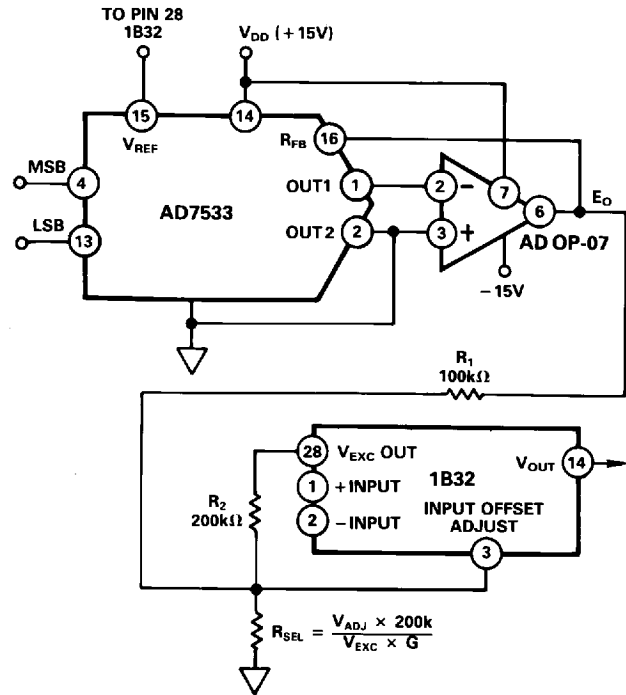 TO PIN 28
1B32
V_DD (+15V)
15
V_REF
14
R_FB
16
MSB
4
OUT1
1
2
−
7
6
E_O
LSB
13
AD7533
OUT 2
2
3
+
AD OP-07
−15V
R_1
100kΩ
28
V_EXC OUT
1B32
V_OUT
14
R_2
200kΩ
1
+INPUT
2
−INPUT
INPUT OFFSET
ADJUST
3
R_SEL = V_ADJ × 200k
V_EXC × G